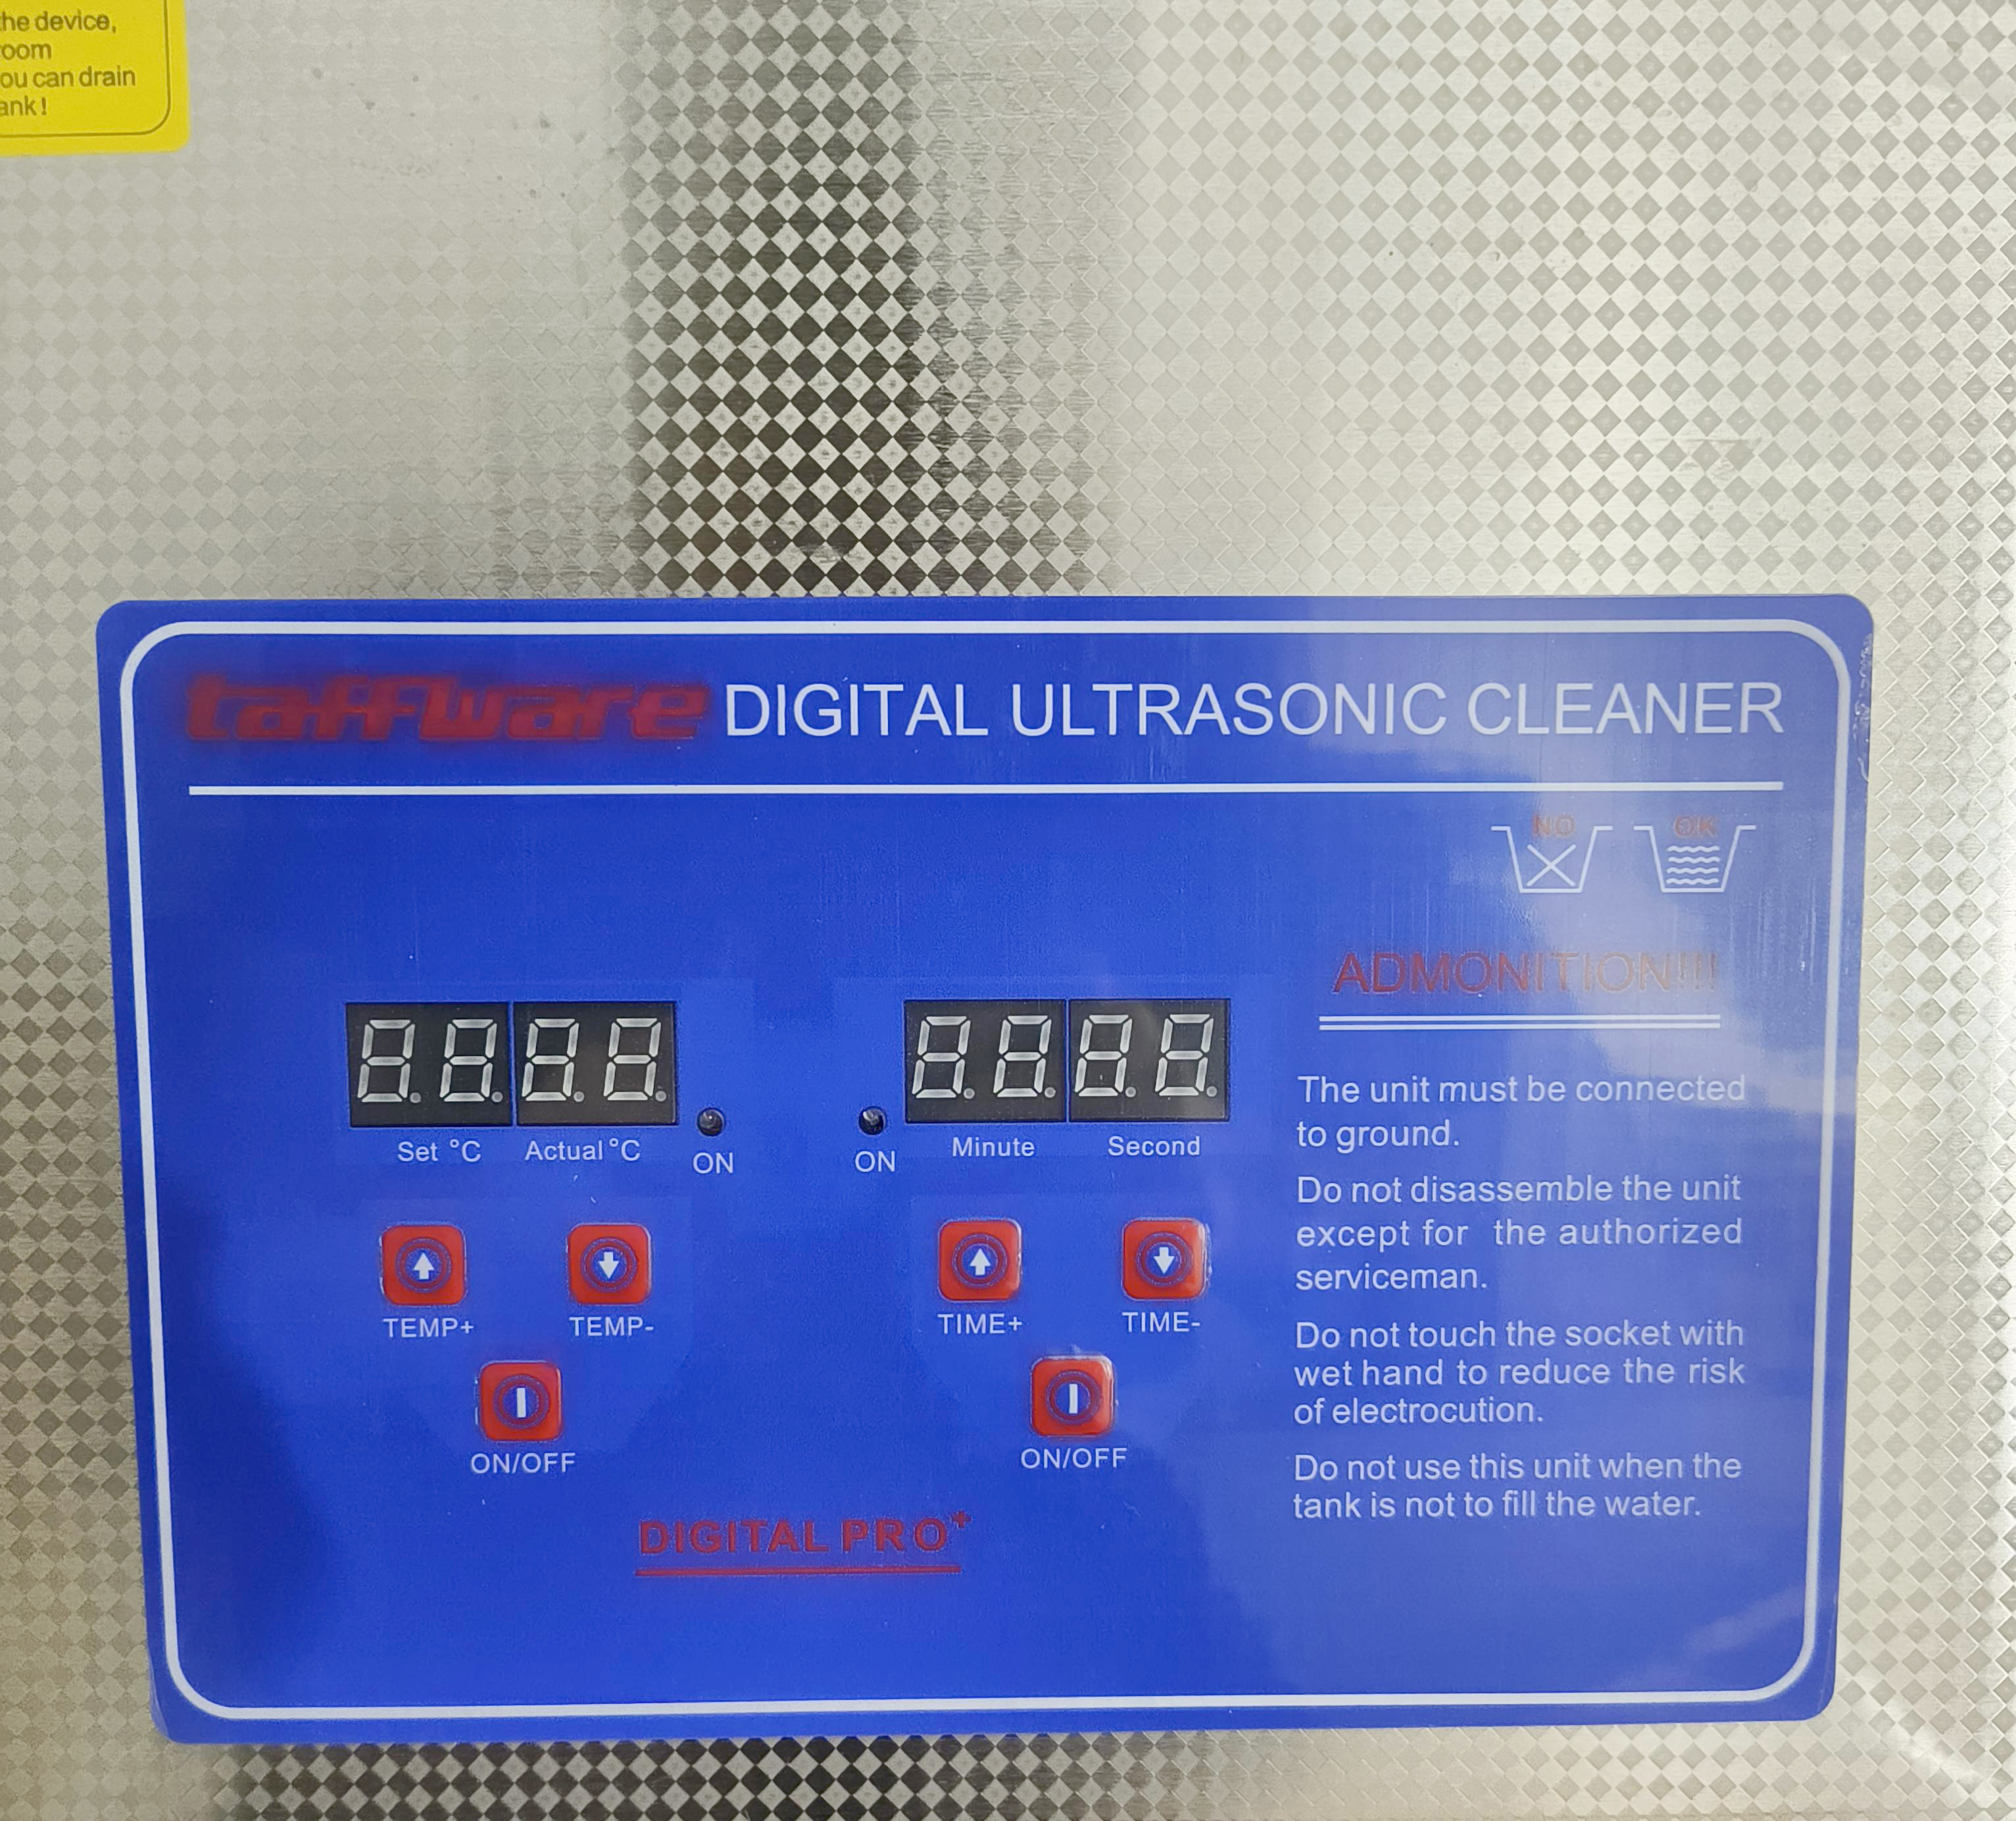 the device,
oom
ou can drain
ank!
taffware DIGITAL ULTRASONIC CLEANER
NO OK
ADMONITION!!!
The unit must be connected
to ground.
Do not disassemble the unit
except for the authorized
serviceman.
Do not touch the socket with
wet hand to reduce the risk
of electrocution.
Do not use this unit when the
tank is not to fill the water.
Set °C Actual °C ON
ON Minute Second
TEMP+ TEMP- TIME+ TIME-
ON/OFF ON/OFF
DIGITAL PRO+